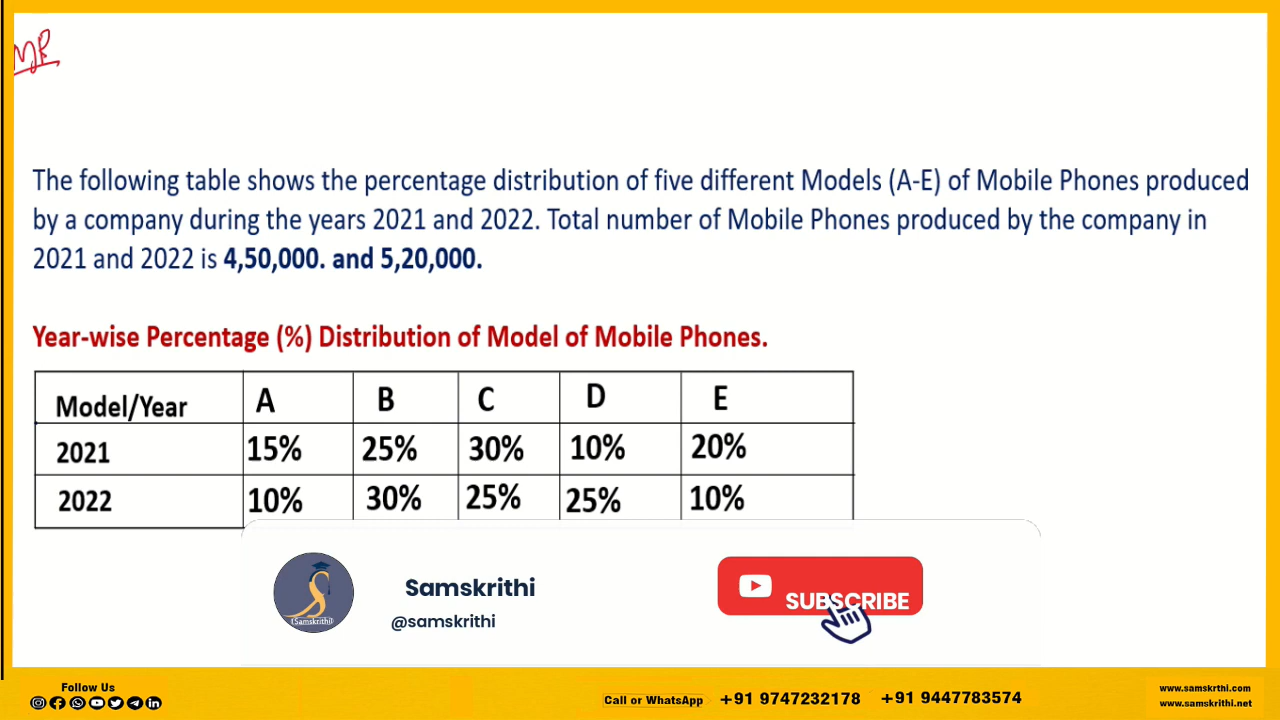 The following table shows the percentage distribution of five different Models (A-E) of Mobile Phones produced
by a company during the years 2021 and 2022. Total number of Mobile Phones produced by the company in
2021 and 2022 is 4,50,000. and 5,20,000.
Year-wise Percentage (%) Distribution of Model of Mobile Phones.
Model/Year A B C D E
2021 15% 25% 30% 10% 20%
2022 10% 30% 25% 25% 10%
Samskrithi
@samskrithi
(Samskrithi)
SUBSCRIBE
Follow Us
Call or WhatsApp +91 9747232178 +91 9447783574
www.samskrthi.com
www.samskrithi.net